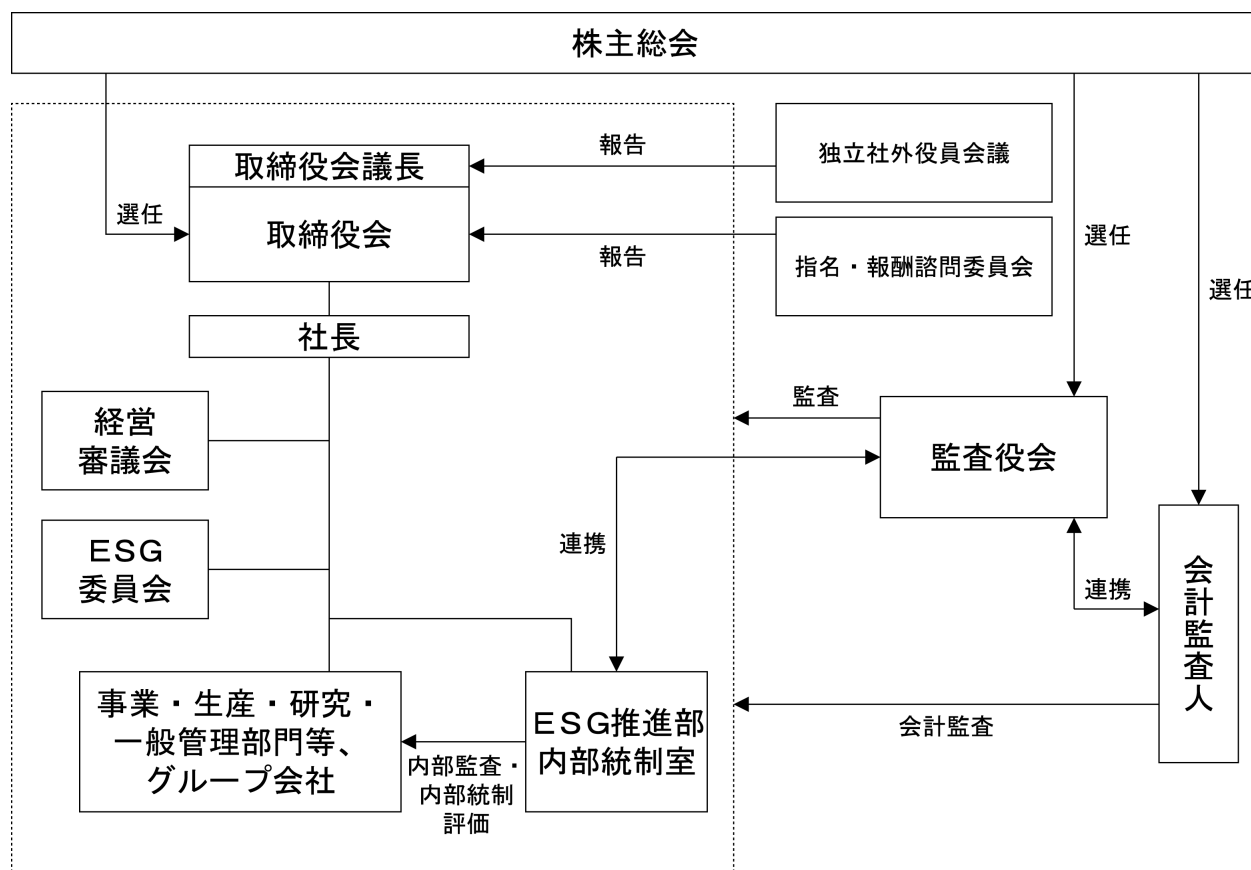 株主総会
取締役会議長
取締役会
選任
報告
独立社外役員会議
報告
指名・報酬諮問委員会
選任
選任
社長
経営
審議会
監査
監査役会
ESG
委員会
連携
連携
会計監査人
事業・生産・研究・
一般管理部門等、
グループ会社
ESG推進部
内部統制室
内部監査・
内部統制
評価
会計監査